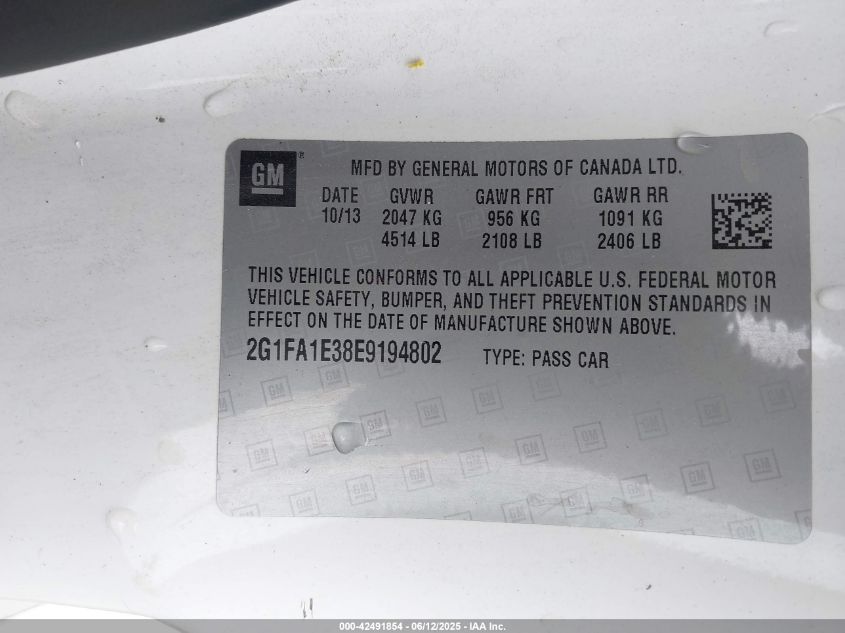 GM ®
MFD BY GENERAL MOTORS OF CANADA LTD.
DATE GVWR GAWR FRT GAWR RR
10/13 2047 KG 956 KG 1091 KG
4514 LB 2108 LB 2406 LB
THIS VEHICLE CONFORMS TO ALL APPLICABLE U.S. FEDERAL MOTOR
VEHICLE SAFETY, BUMPER, AND THEFT PREVENTION STANDARDS IN
EFFECT ON THE DATE OF MANUFACTURE SHOWN ABOVE.
2G1FA1E38E9194802 TYPE: PASS CAR
000-42491854 - 06/12/2025 - IAA Inc.